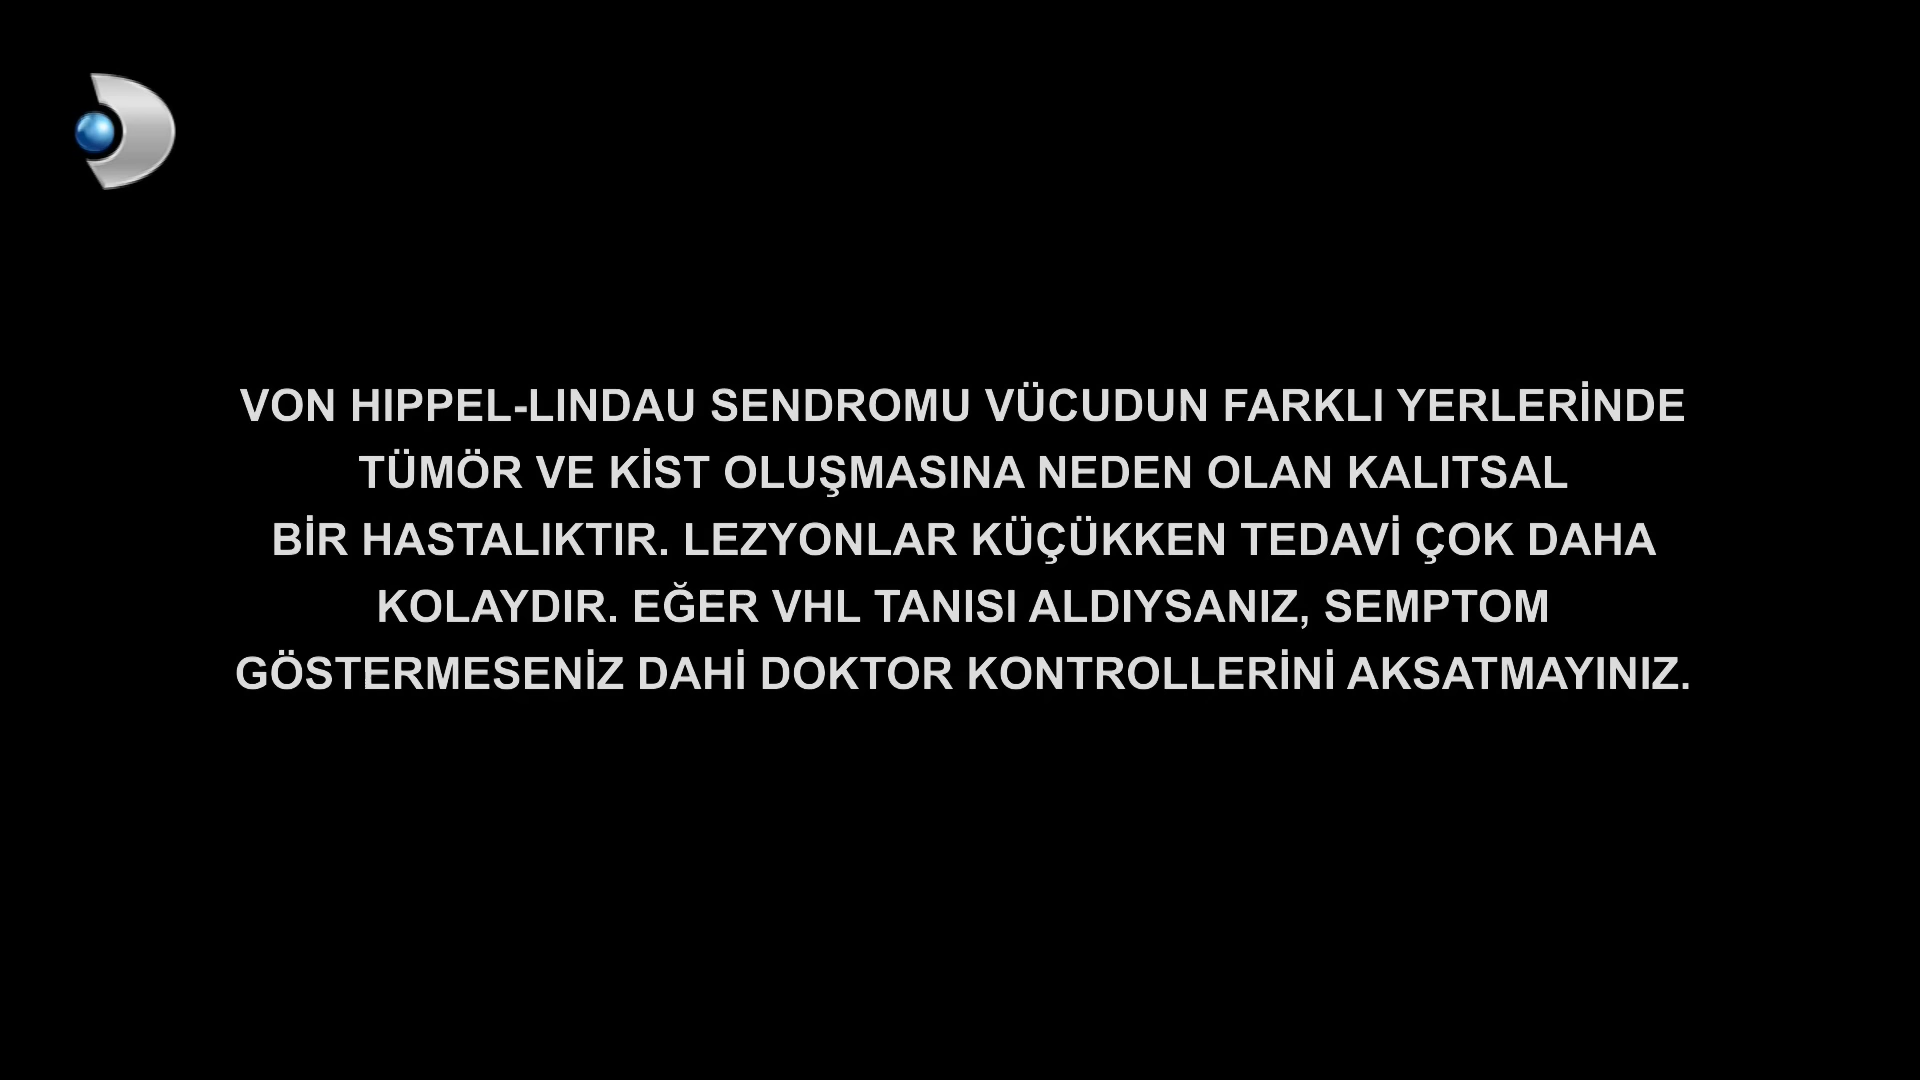 VON HIPPEL-LINDAU SENDROMU VÜCUDUN FARKLI YERLERİNDE
TÜMÖR VE KİST OLUŞMASINA NEDEN OLAN KALITSAL
BİR HASTALIKTIR. LEZYONLAR KÜÇÜKKEN TEDAVİ ÇOK DAHA
KOLAYDIR. EĞER VHL TANISI ALDIYSANIZ, SEMPTOM
GÖSTERMESENİZ DAHİ DOKTOR KONTROLLERİNİ AKSATMAYINIZ.